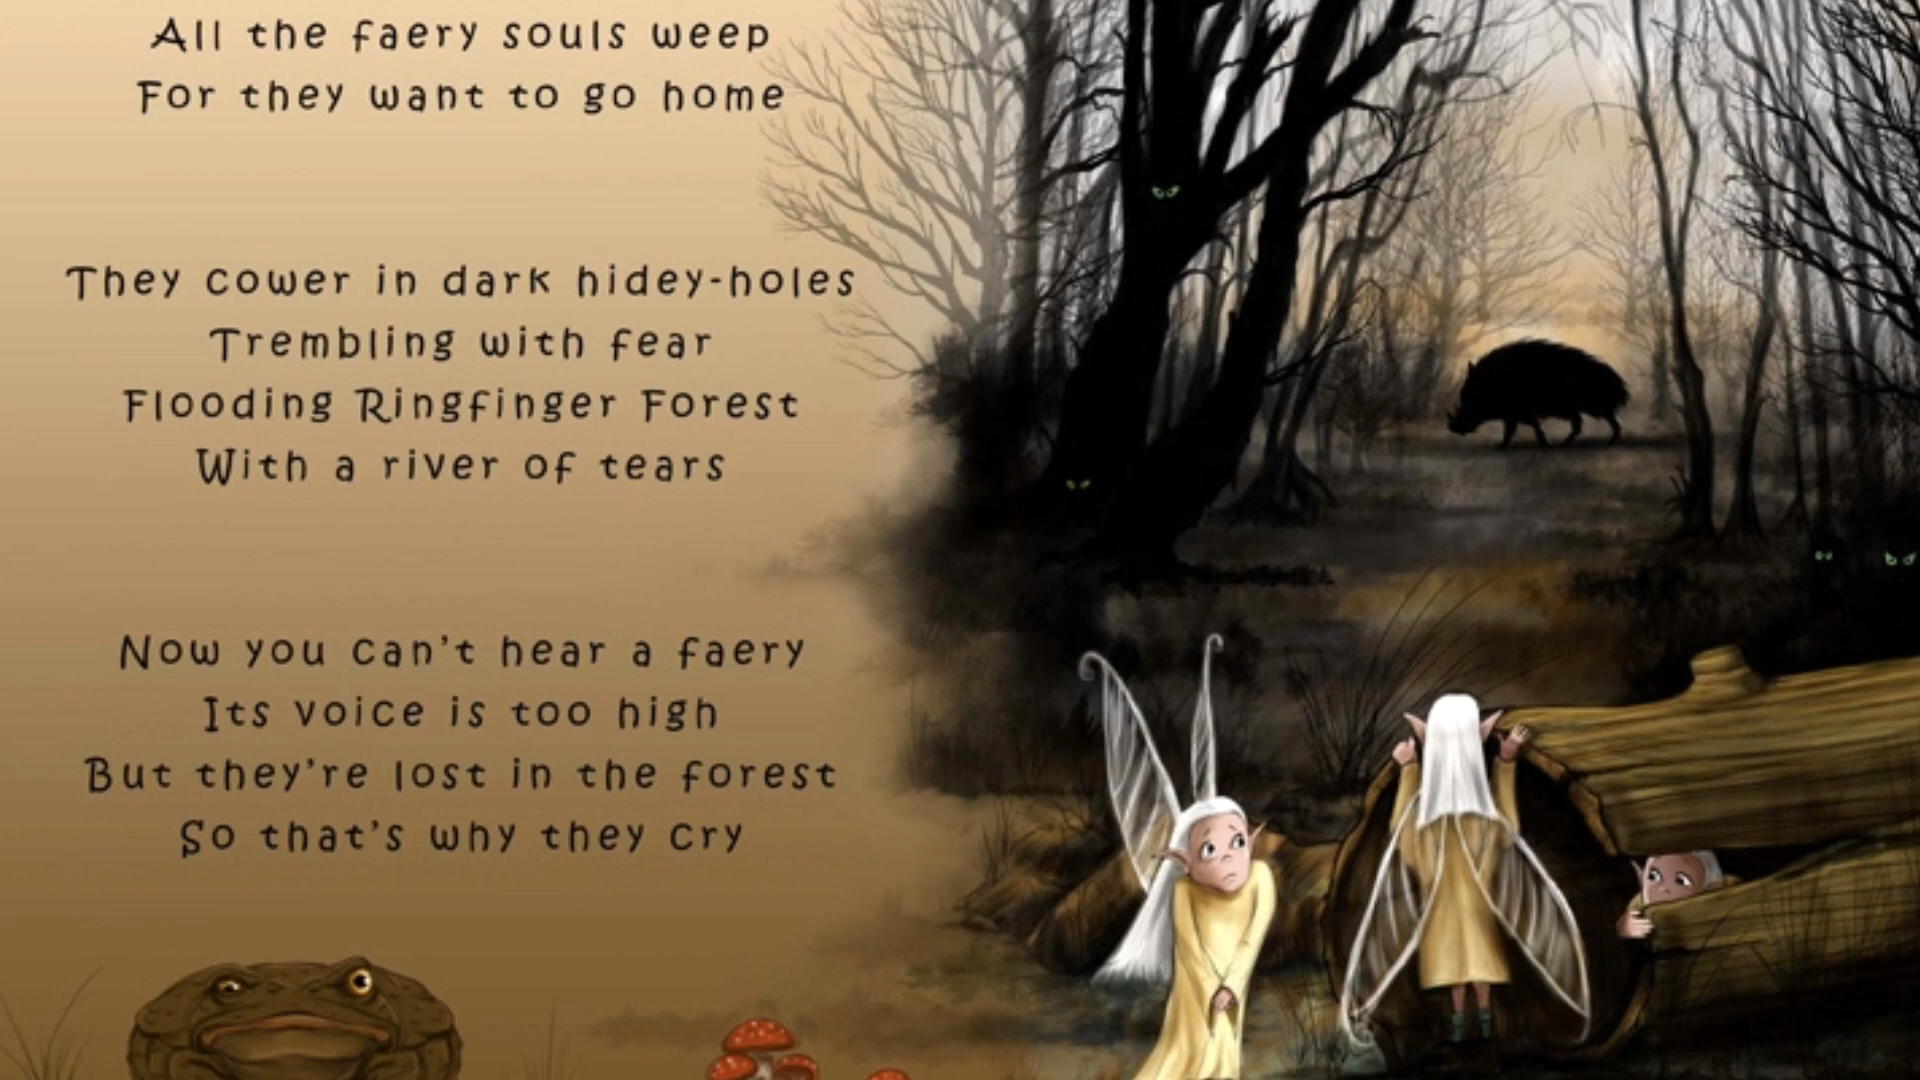 All the faery souls weep
For they want to go home
They cower in dark hidey-holes
Trembling with fear
Flooding Ringfinger Forest
With a river of tears
Now you can't hear a faery
Its voice is too high
But they're lost in the forest
So that's why they cry